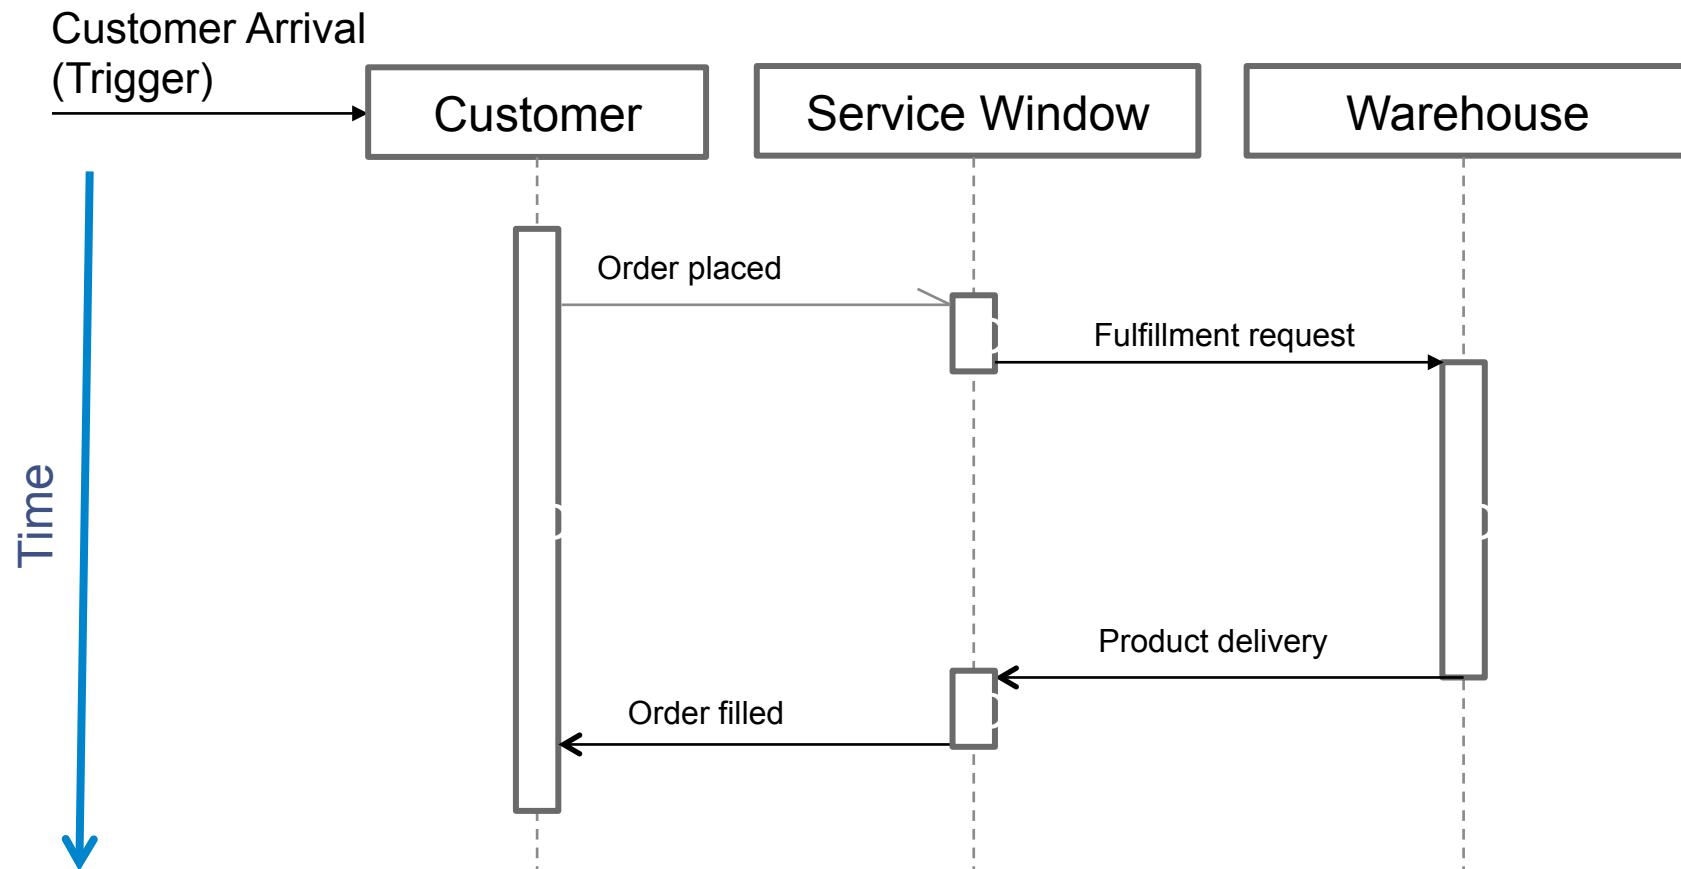 Customer Arrival
(Trigger)
Customer
Service Window
Warehouse
Order placed
Fulfillment request
Time
Product delivery
Order filled